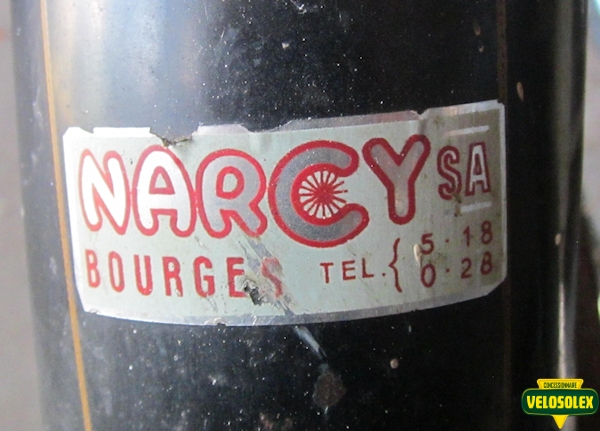 NARCY SA
BOURGES
TEL. { 5·18
0·28
CONCESSIONNAIRE
VELOSOLEX